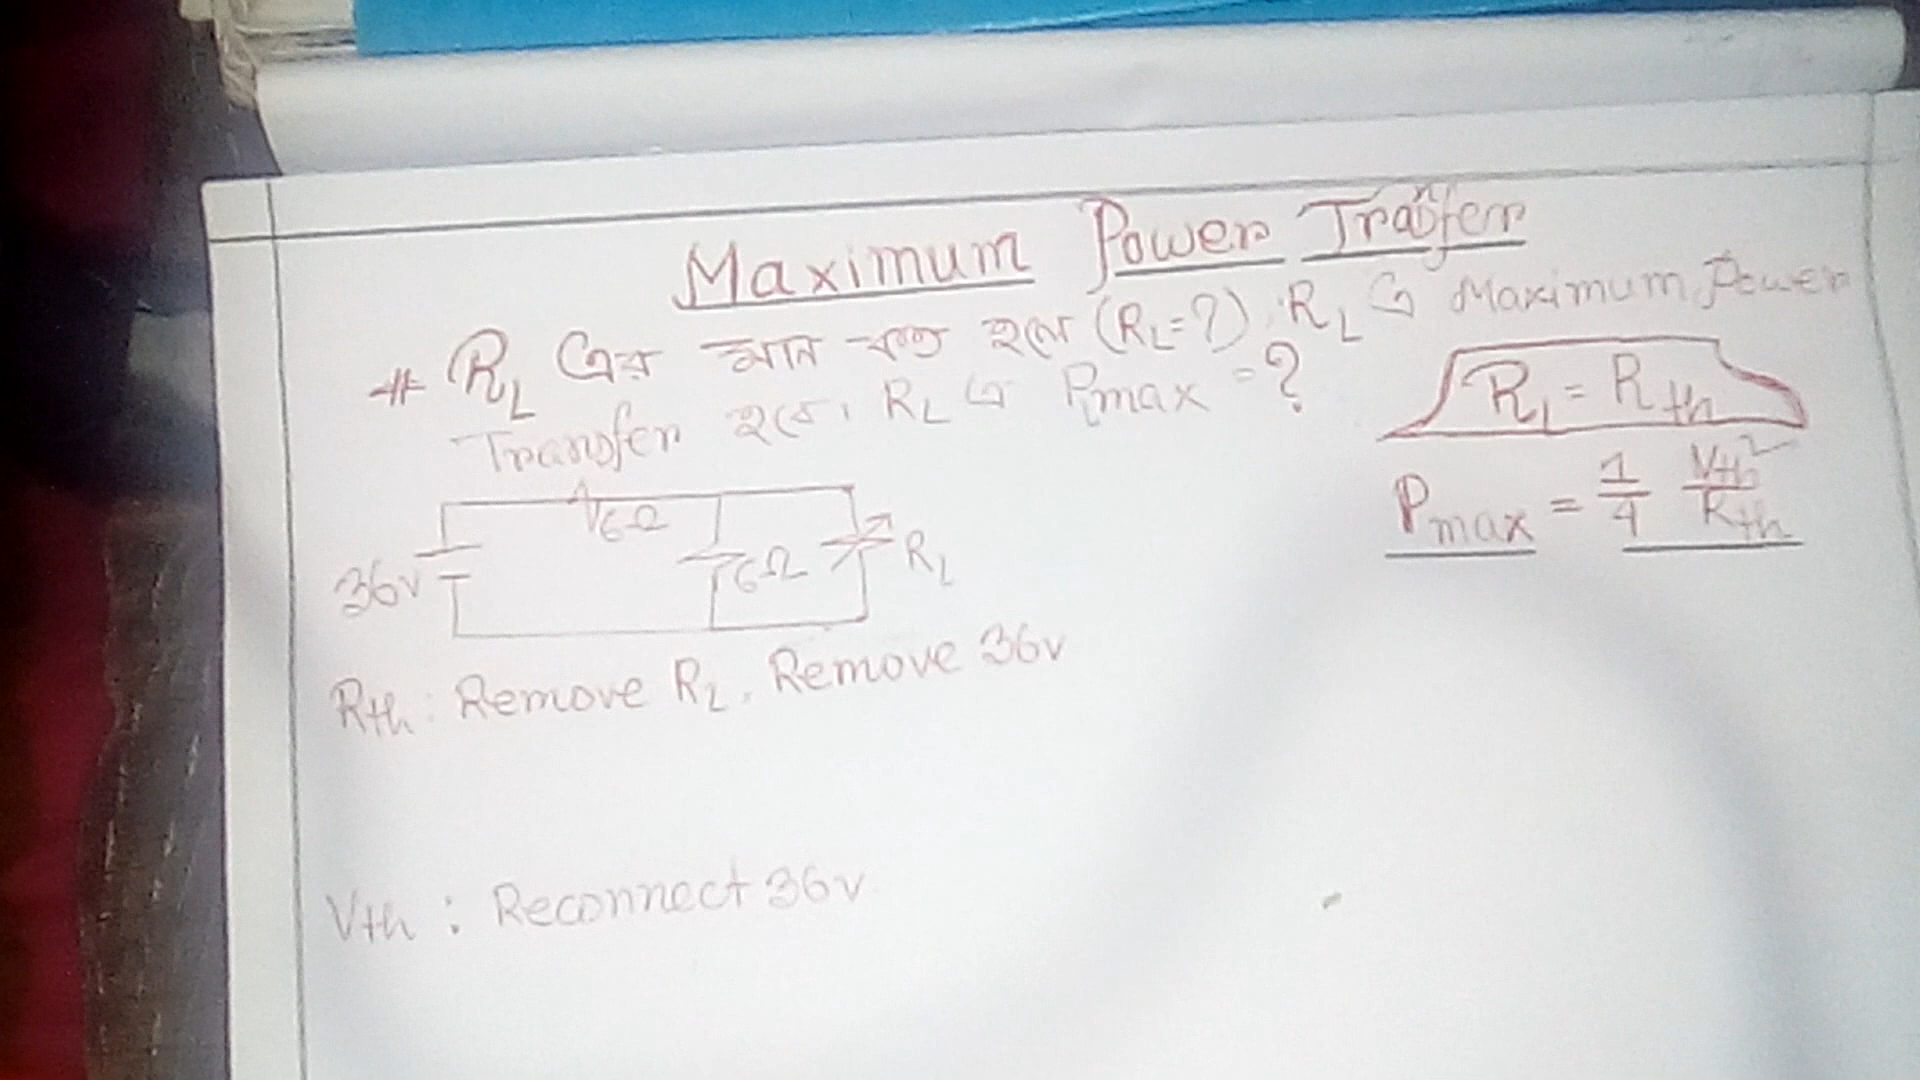 Maximum Power Transfer
# RL এর মান কত হলে (RL=?) RL এ Maximum Power
Transfer হবে। RL এ Pmax = ?
RL = Rth
Pmax = 1/4 Vth²/Rth
6Ω
36v
6Ω
RL
Rth : Remove RL, Remove 36v
Vth : Reconnect 36v